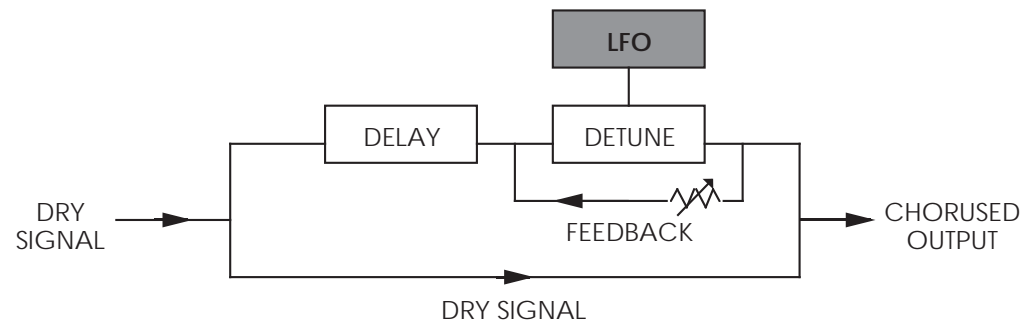 LFO
DELAY
DETUNE
DRY
SIGNAL
FEEDBACK
CHORUSED
OUTPUT
DRY SIGNAL